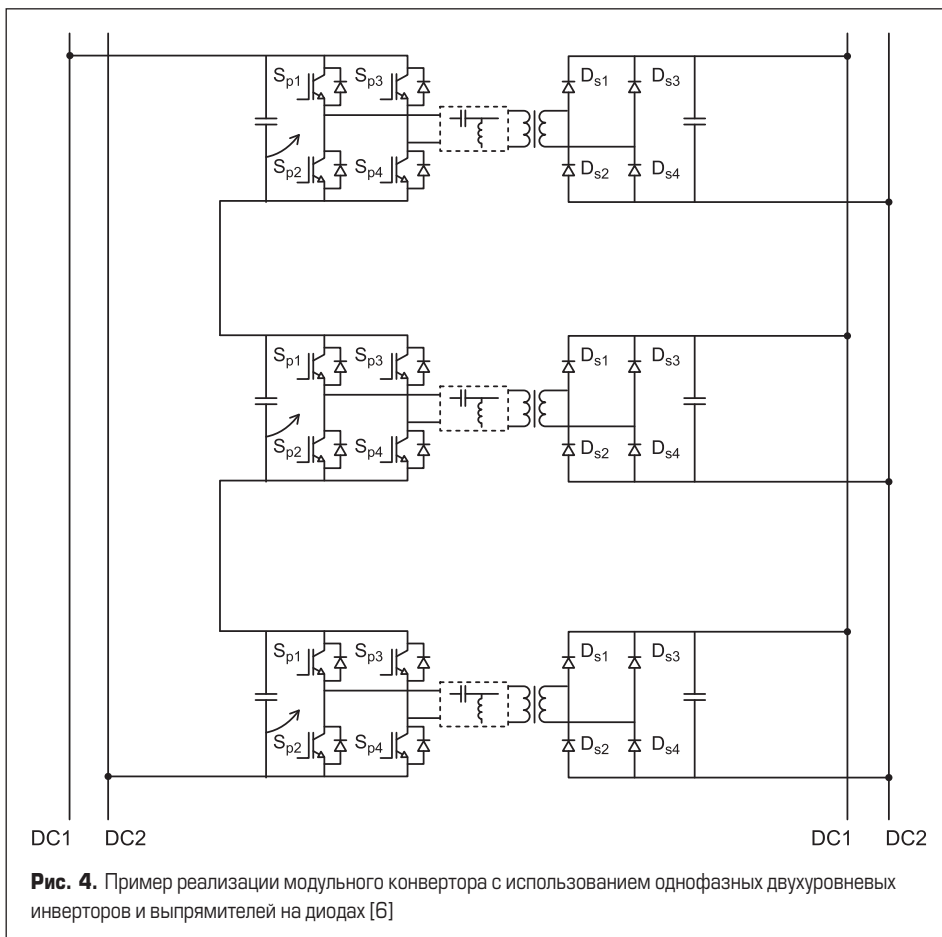 Sp1 Sp3 Ds1 Ds3
Sp2 Sp4 Ds2 Ds4
Sp1 Sp3 Ds1 Ds3
Sp2 Sp4 Ds2 Ds4
Sp1 Sp3 Ds1 Ds3
Sp2 Sp4 Ds2 Ds4
DC1 DC2 DC1 DC2
Рис. 4. Пример реализации модульного конвертора с использованием однофазных двухуровневых
инверторов и выпрямителей на диодах [6]